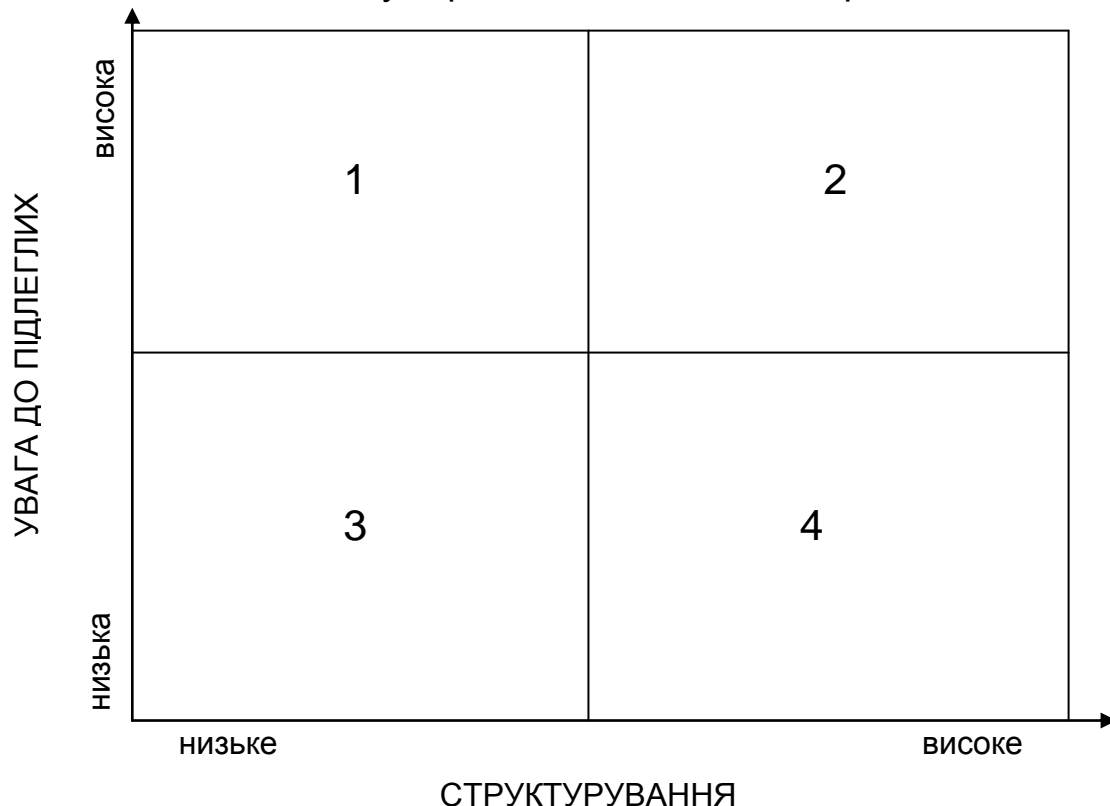 висока
1
2
УВАГА ДО ПІДЛЕГЛИХ
3
4
низька
низьке
високе
СТРУКТУРУВАННЯ